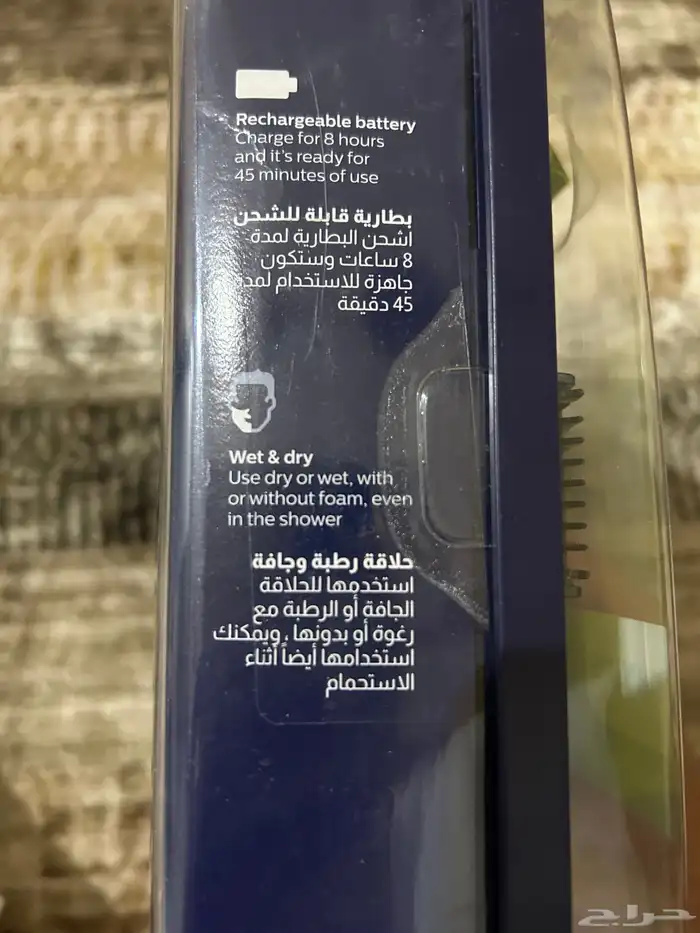 Rechargeable battery
Charge for 8 hours
and it's ready for
45 minutes of use
بطارية قابلة للشحن
اشحن البطارية لمدة
8 ساعات وستكون
جاهزة للاستخدام لمدة
45 دقيقة
Wet & dry
Use dry or wet, with
or without foam, even
in the shower
حلاقة رطبة وجافة
استخدمها للحلاقة
الجافة أو الرطبة مع
رغوة أو بدونها، ويمكنك
استخدامها أيضاً أثناء
الاستحمام
حراج